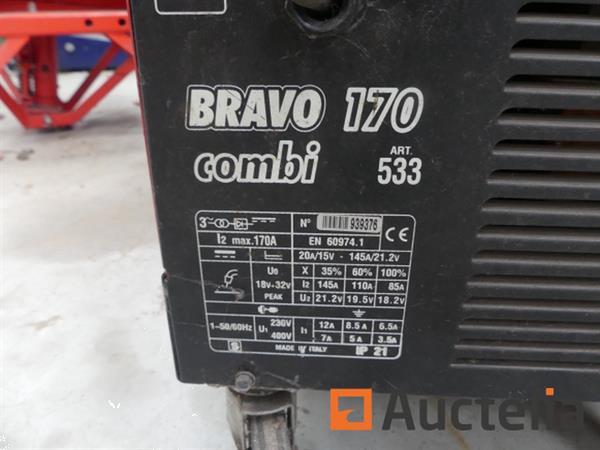 BRAVO 170
combi ART. 533
3~ N° 939376 CE
I2 max.170A EN 60974.1
20A/15V - 145A/21.2V
U0 X 35% 60% 100%
18V÷32V I2 145A 110A 85A
PEAK U2 21.2V 19.5V 18.2V
1~50/60Hz U1 230V I1 12A 8.5A 6.5A
400V 7A 5A 3.5A
S MADE IN ITALY IP 21
Auctelia